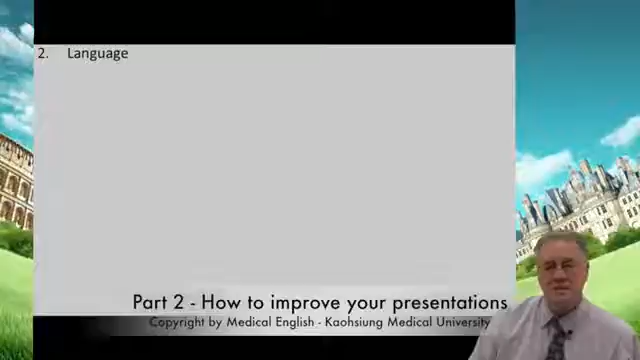 2. Language
Part 2 - How to improve your presentations
Copyright by Medical English - Kaohsiung Medical University